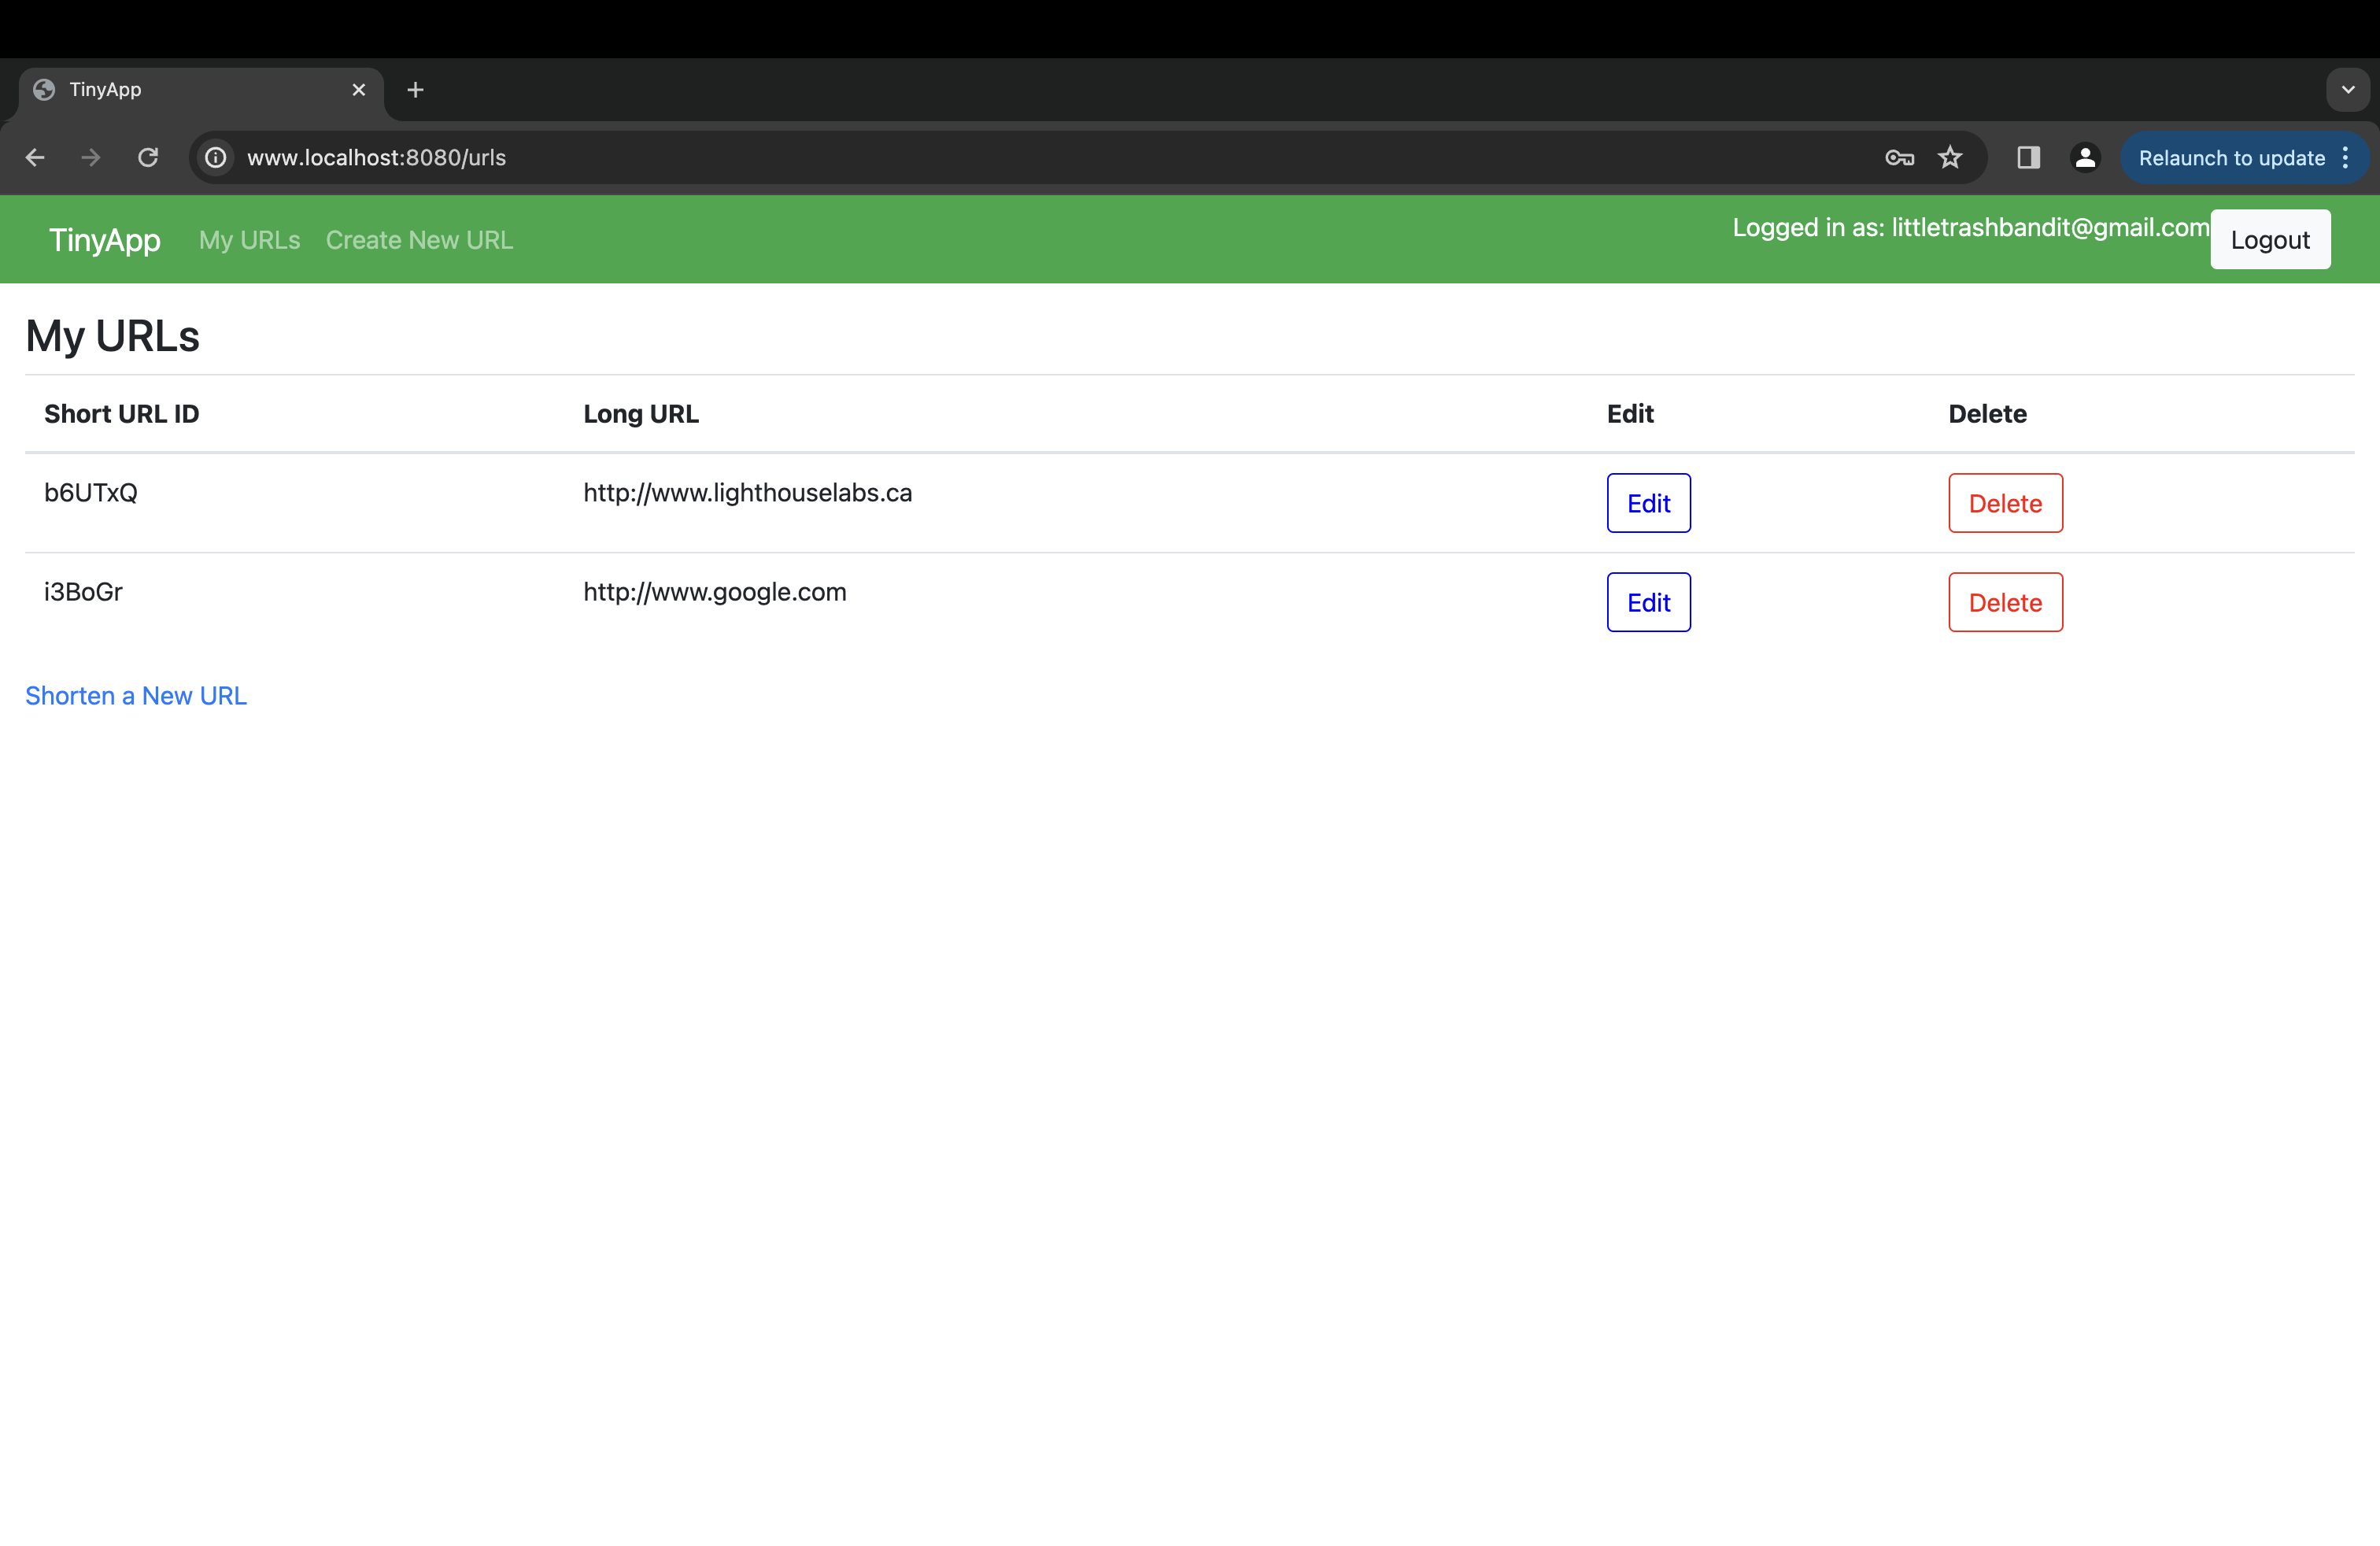 TinyApp
www.localhost:8080/urls
Relaunch to update
TinyApp My URLs Create New URL Logged in as: littletrashbandit@gmail.com Logout
My URLs
Short URL ID Long URL Edit Delete
b6UTxQ http://www.lighthouselabs.ca Edit Delete
i3BoGr http://www.google.com Edit Delete
Shorten a New URL